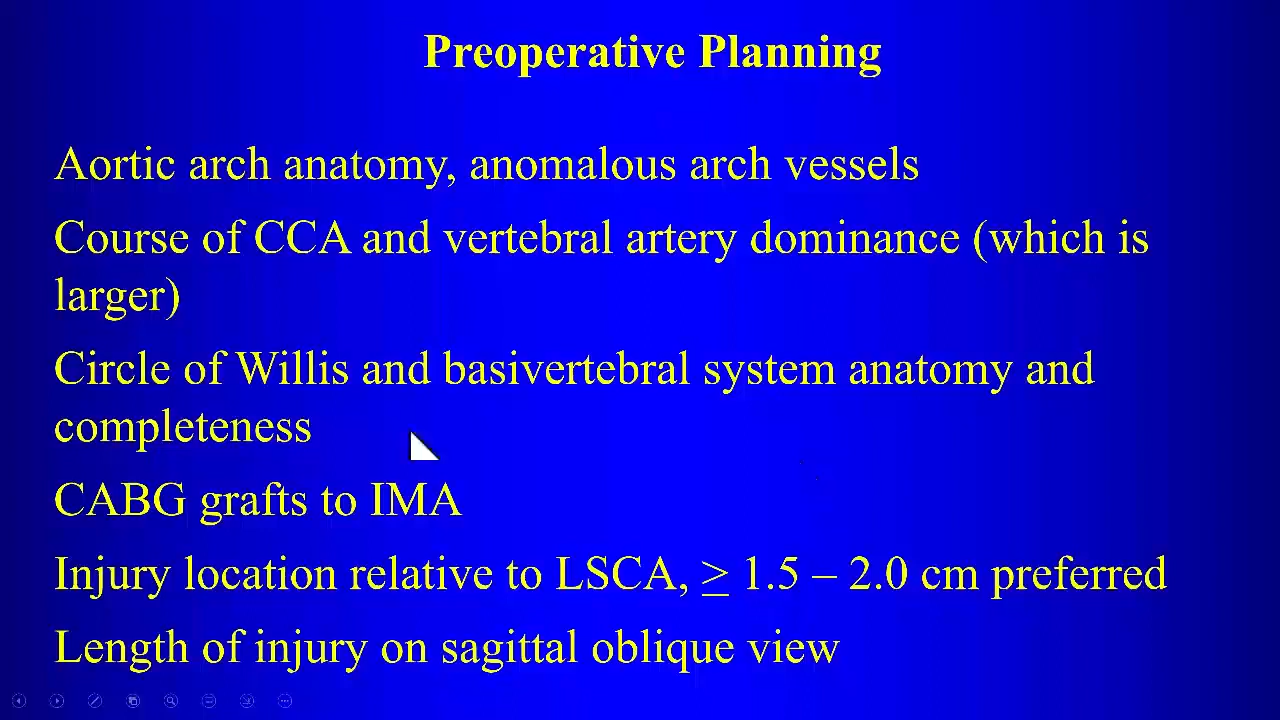 Preoperative Planning
Aortic arch anatomy, anomalous arch vessels
Course of CCA and vertebral artery dominance (which is
larger)
Circle of Willis and basivertebral system anatomy and
completeness
CABG grafts to IMA
Injury location relative to LSCA, ≥ 1.5 – 2.0 cm preferred
Length of injury on sagittal oblique view